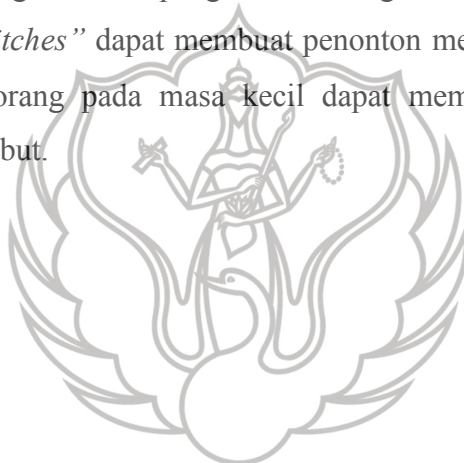 itches” dapat membuat penonton me
orang pada masa kecil dapat mem
but.